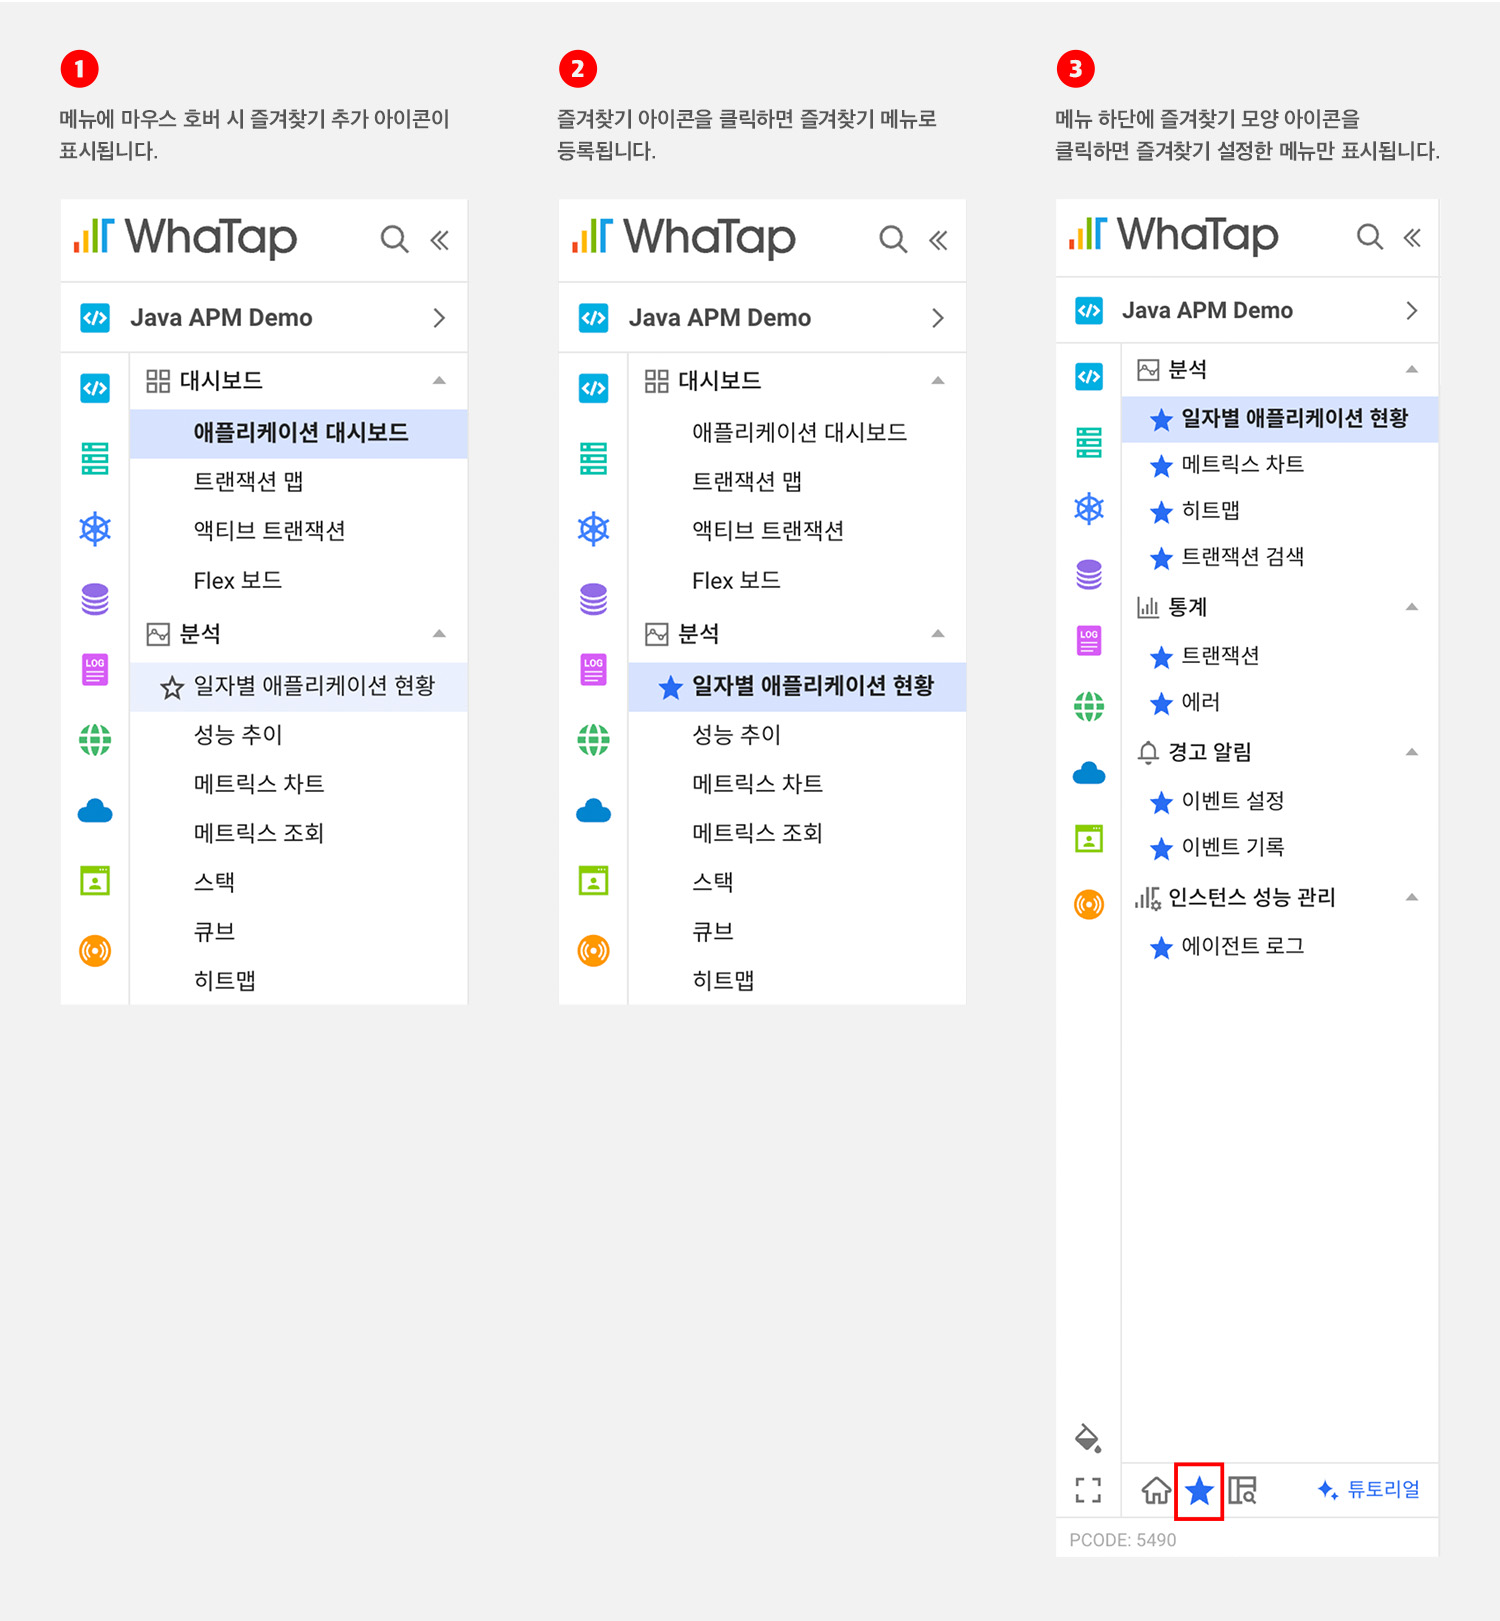 1
메뉴에 마우스 호버 시 즐겨찾기 추가 아이콘이
표시됩니다.
WhaTap
Java APM Demo
대시보드
애플리케이션 대시보드
트랜잭션 맵
액티브 트랜잭션
Flex 보드
분석
LOG
일자별 애플리케이션 현황
성능 추이
메트릭스 차트
메트릭스 조회
스택
큐브
히트맵
2
즐겨찾기 아이콘을 클릭하면 즐겨찾기 메뉴로
등록됩니다.
WhaTap
Java APM Demo
대시보드
애플리케이션 대시보드
트랜잭션 맵
액티브 트랜잭션
Flex 보드
분석
LOG
일자별 애플리케이션 현황
성능 추이
메트릭스 차트
메트릭스 조회
스택
큐브
히트맵
3
메뉴 하단에 즐겨찾기 모양 아이콘을
클릭하면 즐겨찾기 설정한 메뉴만 표시됩니다.
WhaTap
Java APM Demo
분석
일자별 애플리케이션 현황
메트릭스 차트
히트맵
트랜잭션 검색
통계
LOG
트랜잭션
에러
경고 알림
이벤트 설정
이벤트 기록
인스턴스 성능 관리
에이전트 로그
튜토리얼
PCODE: 5490